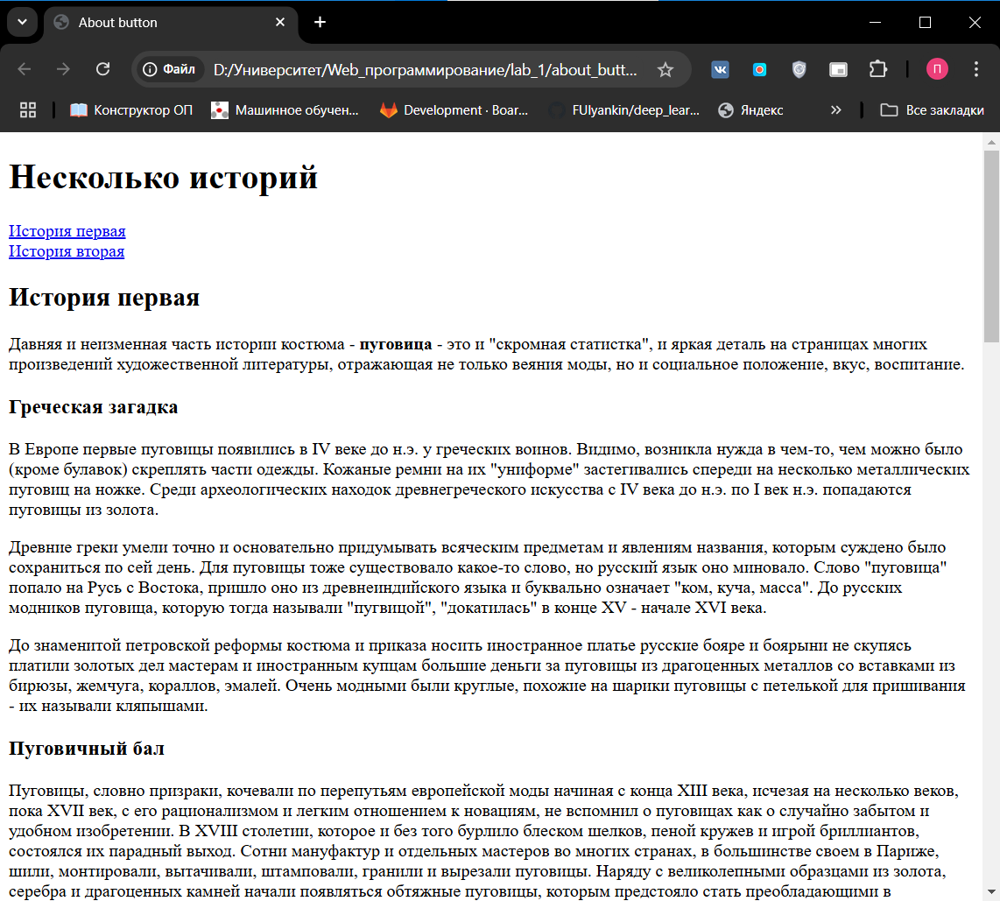 About button
Файл D:/Университет/Web_программирование/lab_1/about_butt...
П
Конструктор ОП Машинное обучен... Development · Boar... FUlyankin/deep_lear... Яндекс » Все закладки
Несколько историй
История первая
История вторая
История первая
Давняя и неизменная часть истории костюма - пуговица - это и "скромная статистка", и яркая деталь на страницах многих
произведений художественной литературы, отражающая не только веяния моды, но и социальное положение, вкус, воспитание.
Греческая загадка
В Европе первые пуговицы появились в IV веке до н.э. у греческих воинов. Видимо, возникла нужда в чем-то, чем можно было
(кроме булавок) скреплять части одежды. Кожаные ремни на их "униформе" застегивались спереди на несколько металлических
пуговиц на ножке. Среди археологических находок древнегреческого искусства с IV века до н.э. по I век н.э. попадаются
пуговицы из золота.
Древние греки умели точно и основательно придумывать всяческим предметам и явлениям названия, которым суждено было
сохраниться по сей день. Для пуговицы тоже существовало какое-то слово, но русский язык оно миновало. Слово "пуговица"
попало на Русь с Востока, пришло оно из древнеиндийского языка и буквально означает "ком, куча, масса". До русских
модников пуговица, которую тогда называли "пугвицой", "докатилась" в конце XV - начале XVI века.
До знаменитой петровской реформы костюма и приказа носить иностранное платье русские бояре и боярыни не скупясь
платили золотых дел мастерам и иностранным купцам большие деньги за пуговицы из драгоценных металлов со вставками из
бирюзы, жемчуга, кораллов, эмалей. Очень модными были круглые, похожие на шарики пуговицы с петелькой для пришивания
- их называли кляпышами.
Пуговичный бал
Пуговицы, словно призраки, кочевали по перепутьям европейской моды начиная с конца XIII века, исчезая на несколько веков,
пока XVII век, с его рационализмом и легким отношением к новациям, не вспомнил о пуговицах как о случайно забытом и
удобном изобретении. В XVIII столетии, которое и без того бурлило блеском шелков, пеной кружев и игрой бриллиантов,
состоялся их парадный выход. Сотни мануфактур и отдельных мастеров во многих странах, в большинстве своем в Париже,
шили, монтировали, вытачивали, штамповали, гранили и вырезали пуговицы. Наряду с великолепными образцами из золота,
серебра и драгоценных камней начали появляться обтяжные пуговицы, которым предстояло стать преобладающими в